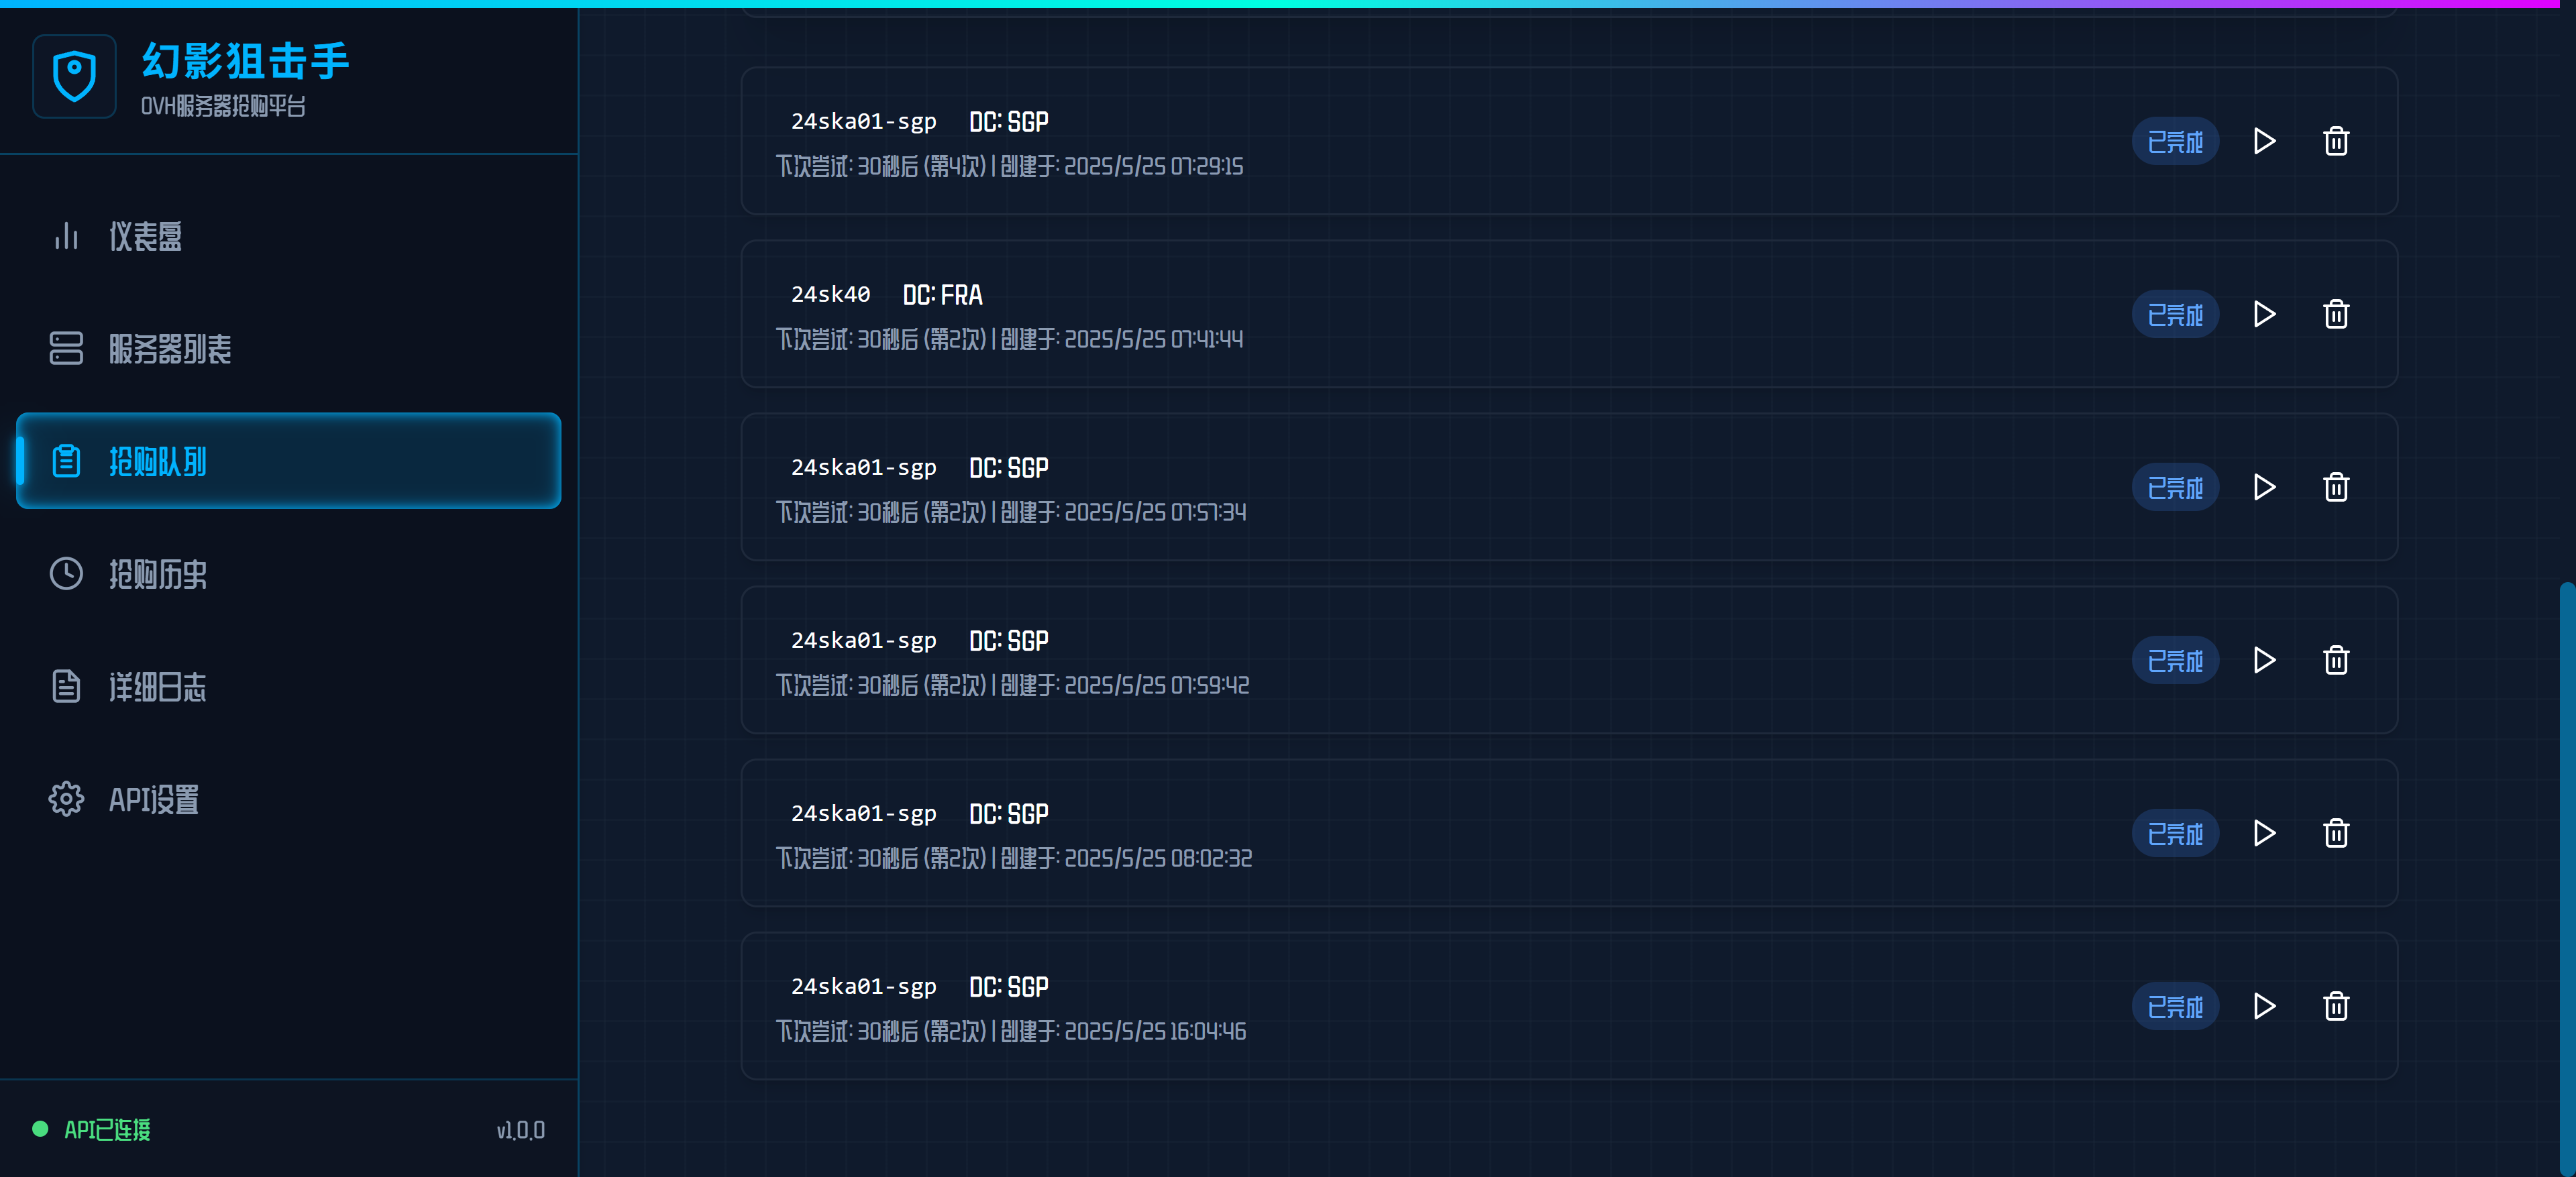 幻影狙击手
OVH服务器抢购平台
仪表盘
服务器列表
抢购队列
抢购历史
详细日志
API设置
API已连接
v1.0.0
24ska01-sgp DC: SGP
已完成
下次尝试: 30秒后 (第4次) | 创建于: 2025/5/25 07:29:15
24sk40 DC: FRA
已完成
下次尝试: 30秒后 (第2次) | 创建于: 2025/5/25 07:41:44
24ska01-sgp DC: SGP
已完成
下次尝试: 30秒后 (第2次) | 创建于: 2025/5/25 07:57:34
24ska01-sgp DC: SGP
已完成
下次尝试: 30秒后 (第2次) | 创建于: 2025/5/25 07:59:42
24ska01-sgp DC: SGP
已完成
下次尝试: 30秒后 (第2次) | 创建于: 2025/5/25 08:02:32
24ska01-sgp DC: SGP
已完成
下次尝试: 30秒后 (第2次) | 创建于: 2025/5/25 16:04:46